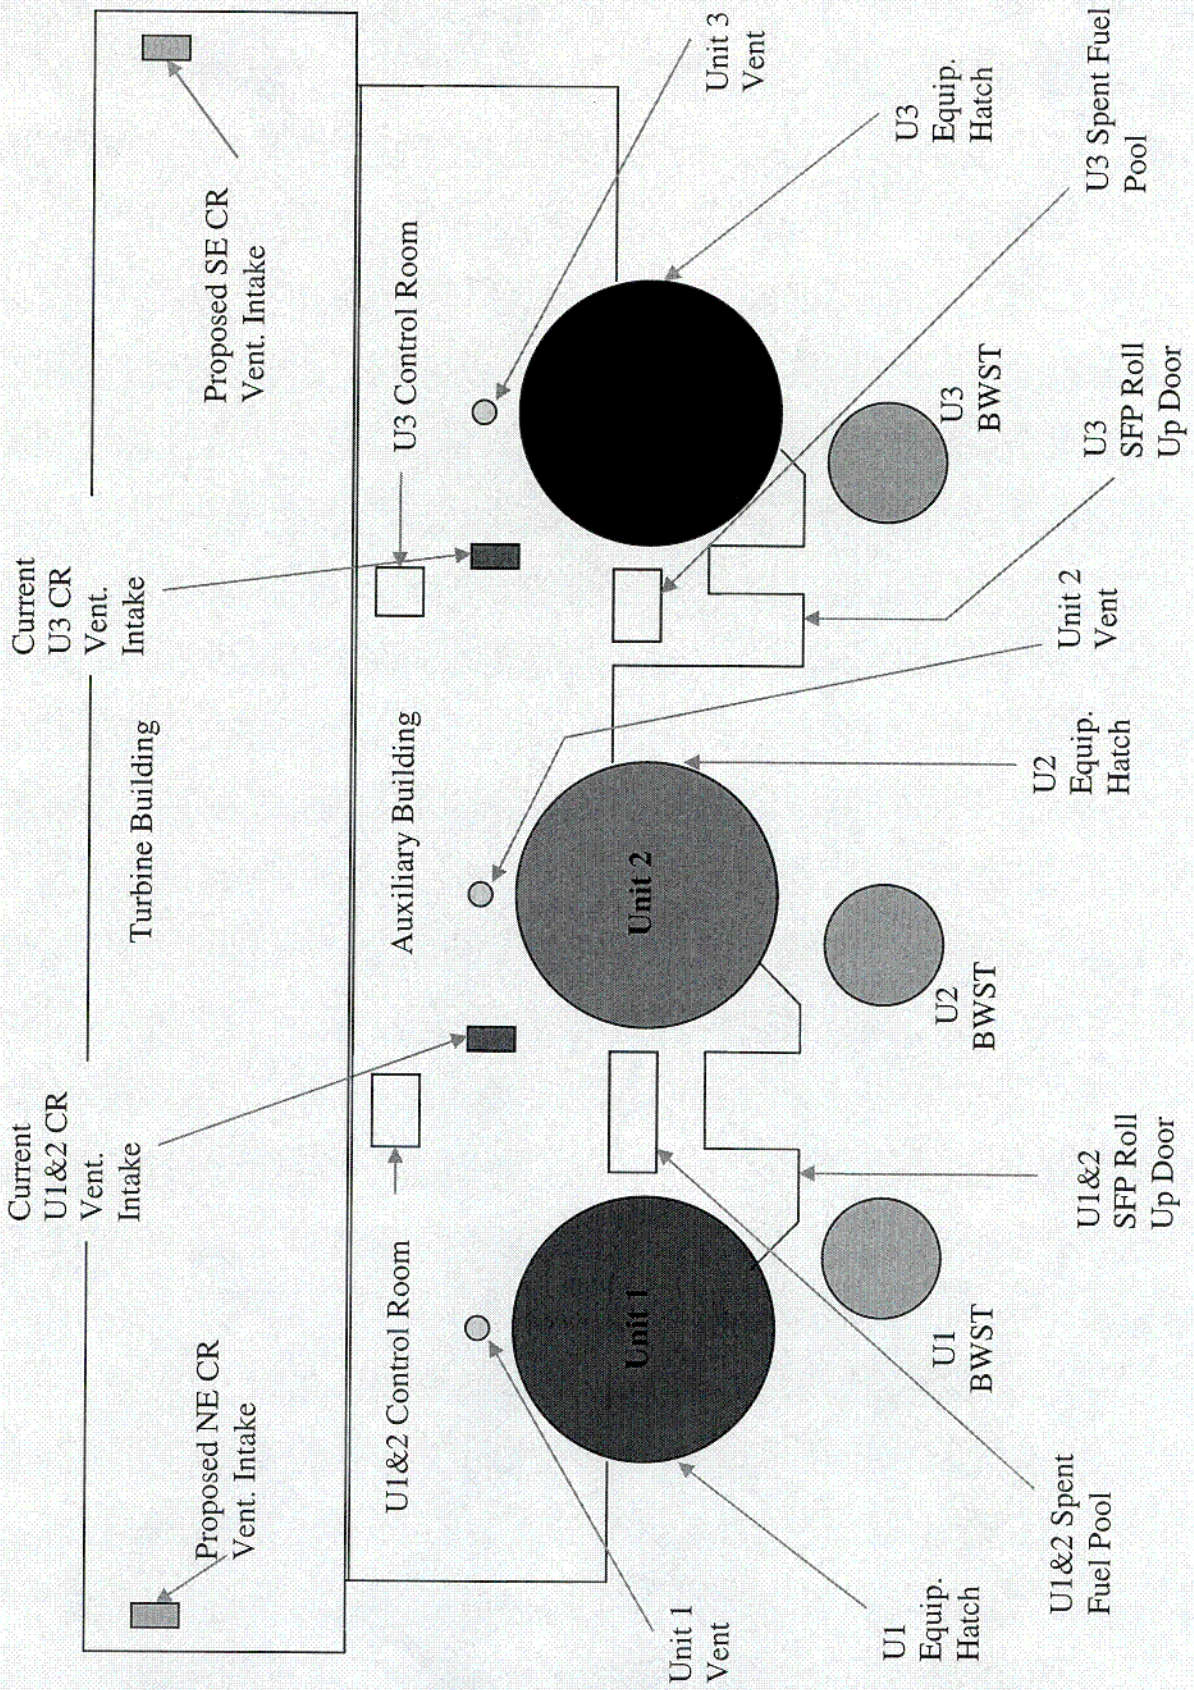 Proposed NE CR
Vent. Intake
Current
U1&2 CR
Vent.
Intake
Turbine Building
Current
U3 CR
Vent.
Intake
Proposed SE CR
Vent. Intake
U1&2 Control Room
Auxiliary Building
U3 Control Room
Unit 1
Vent
Unit 1
Unit 2
Unit 3
Vent
U1
Equip.
Hatch
U1
BWST
U2
BWST
U3
BWST
U3
Equip.
Hatch
U1&2 Spent
Fuel Pool
U1&2
SFP Roll
Up Door
U2
Equip.
Hatch
Unit 2
Vent
U3
SFP Roll
Up Door
U3 Spent Fuel
Pool